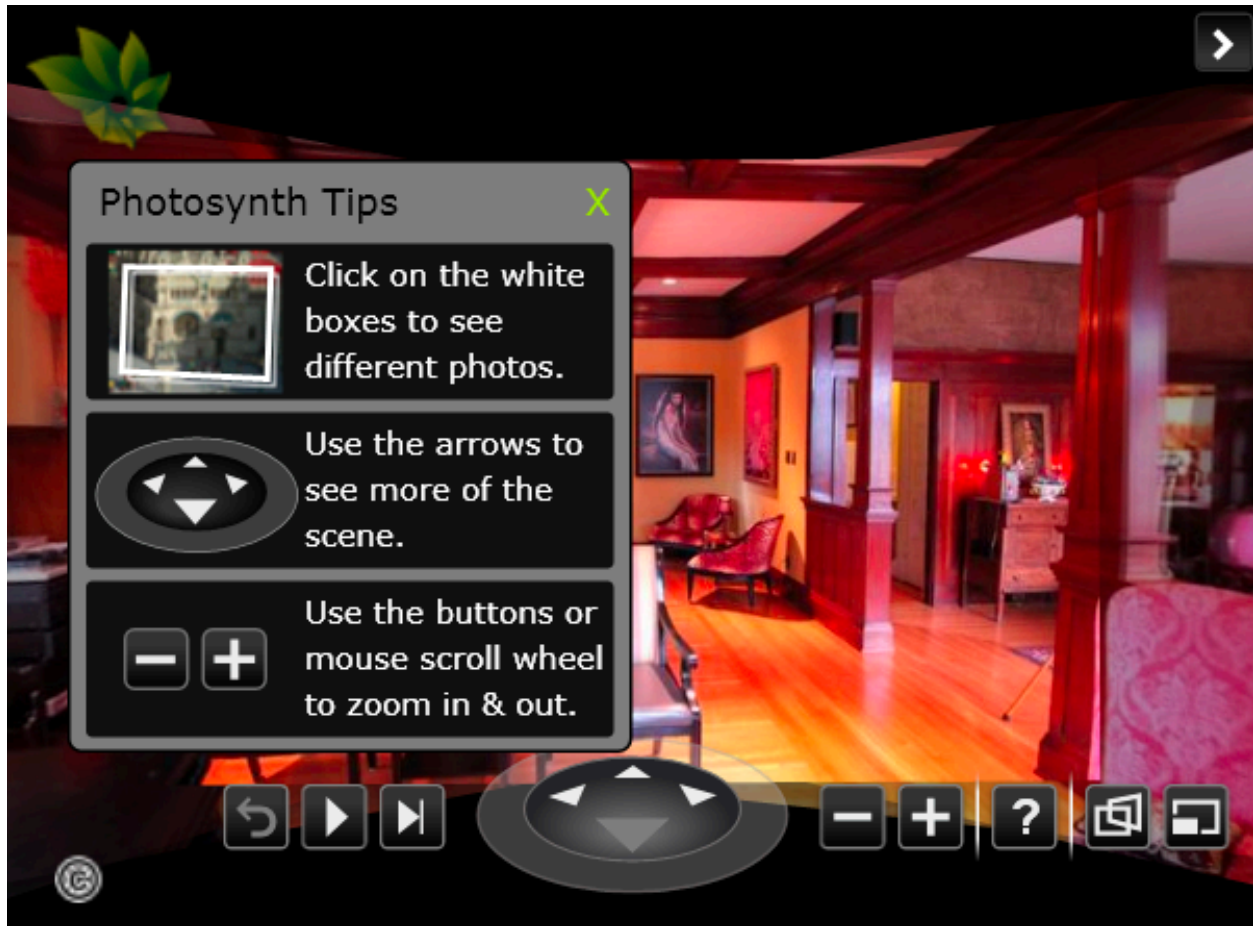 Photosynth Tips X
Click on the white
boxes to see
different photos.
Use the arrows to
see more of the
scene.
Use the buttons or
mouse scroll wheel
to zoom in & out.
?
©